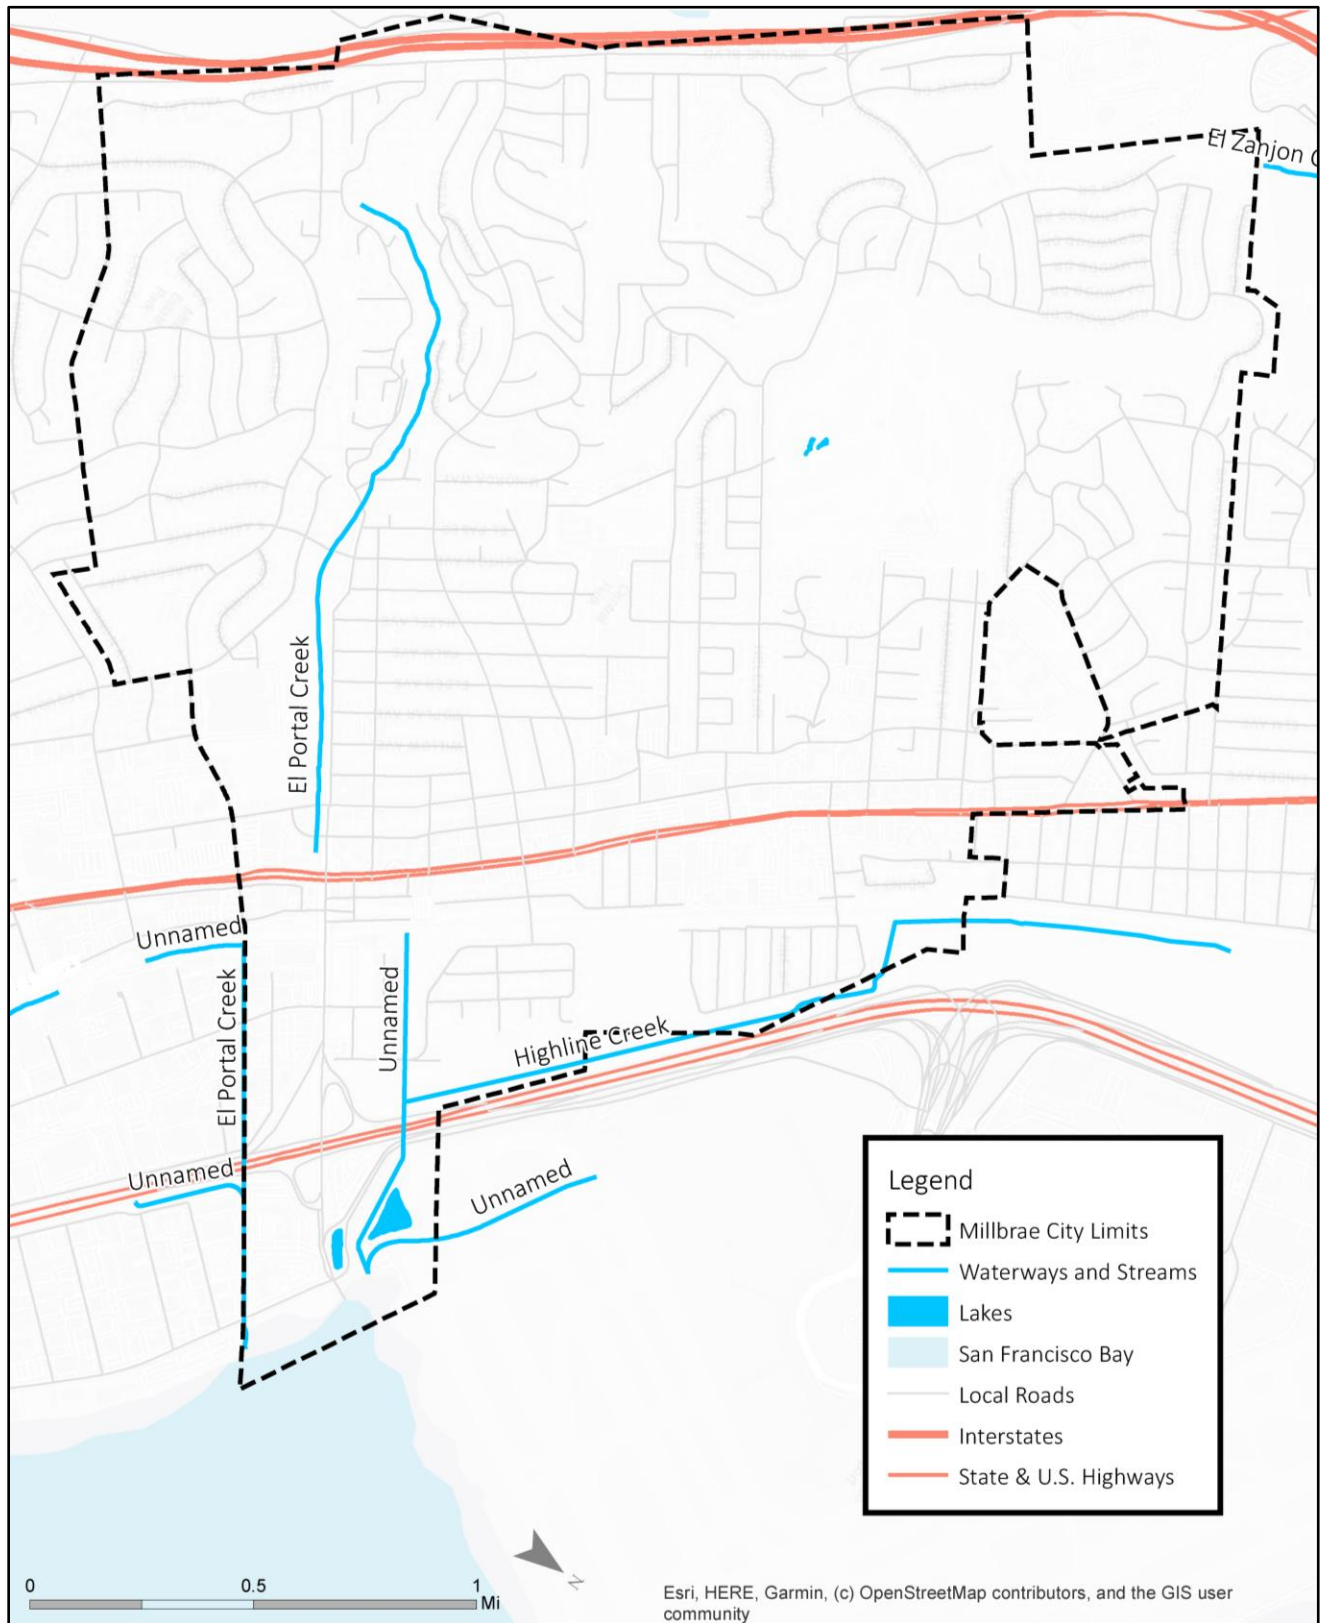 El Zanjon C
El Portal Creek
Unnamed
El Portal Creek
Unnamed
Highline Creek
Unnamed
Unnamed
Legend
Millbrae City Limits
Waterways and Streams
Lakes
San Francisco Bay
Local Roads
Interstates
State & U.S. Highways
N
0 0.5 1
Mi
Esri, HERE, Garmin, (c) OpenStreetMap contributors, and the GIS user
community